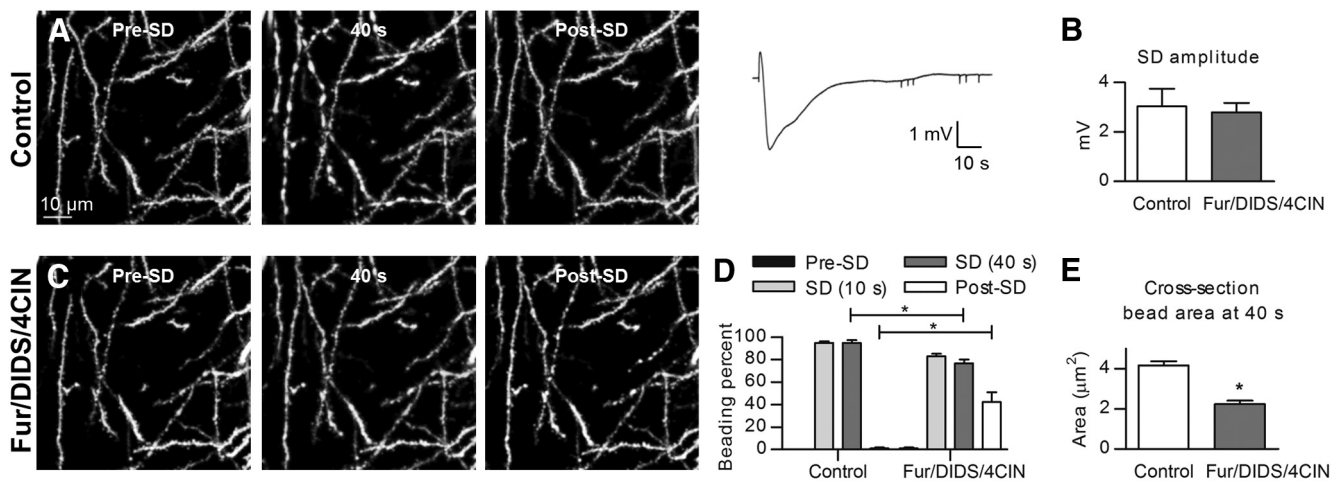 A
Pre-SD
40 s
Post-SD
Control
10 µm
1 mV
10 s
B
SD amplitude
4
2
0
mV
Control
Fur/DIDS/4CIN
C
Pre-SD
40 s
Post-SD
Fur/DIDS/4CIN
D
Pre-SD
SD (40 s)
SD (10 s)
Post-SD
*
*
100
80
60
40
20
0
Beading percent
Control
Fur/DIDS/4CIN
E
Cross-section
bead area at 40 s
4
2
0
Area (µm²)
*
Control
Fur/DIDS/4CIN